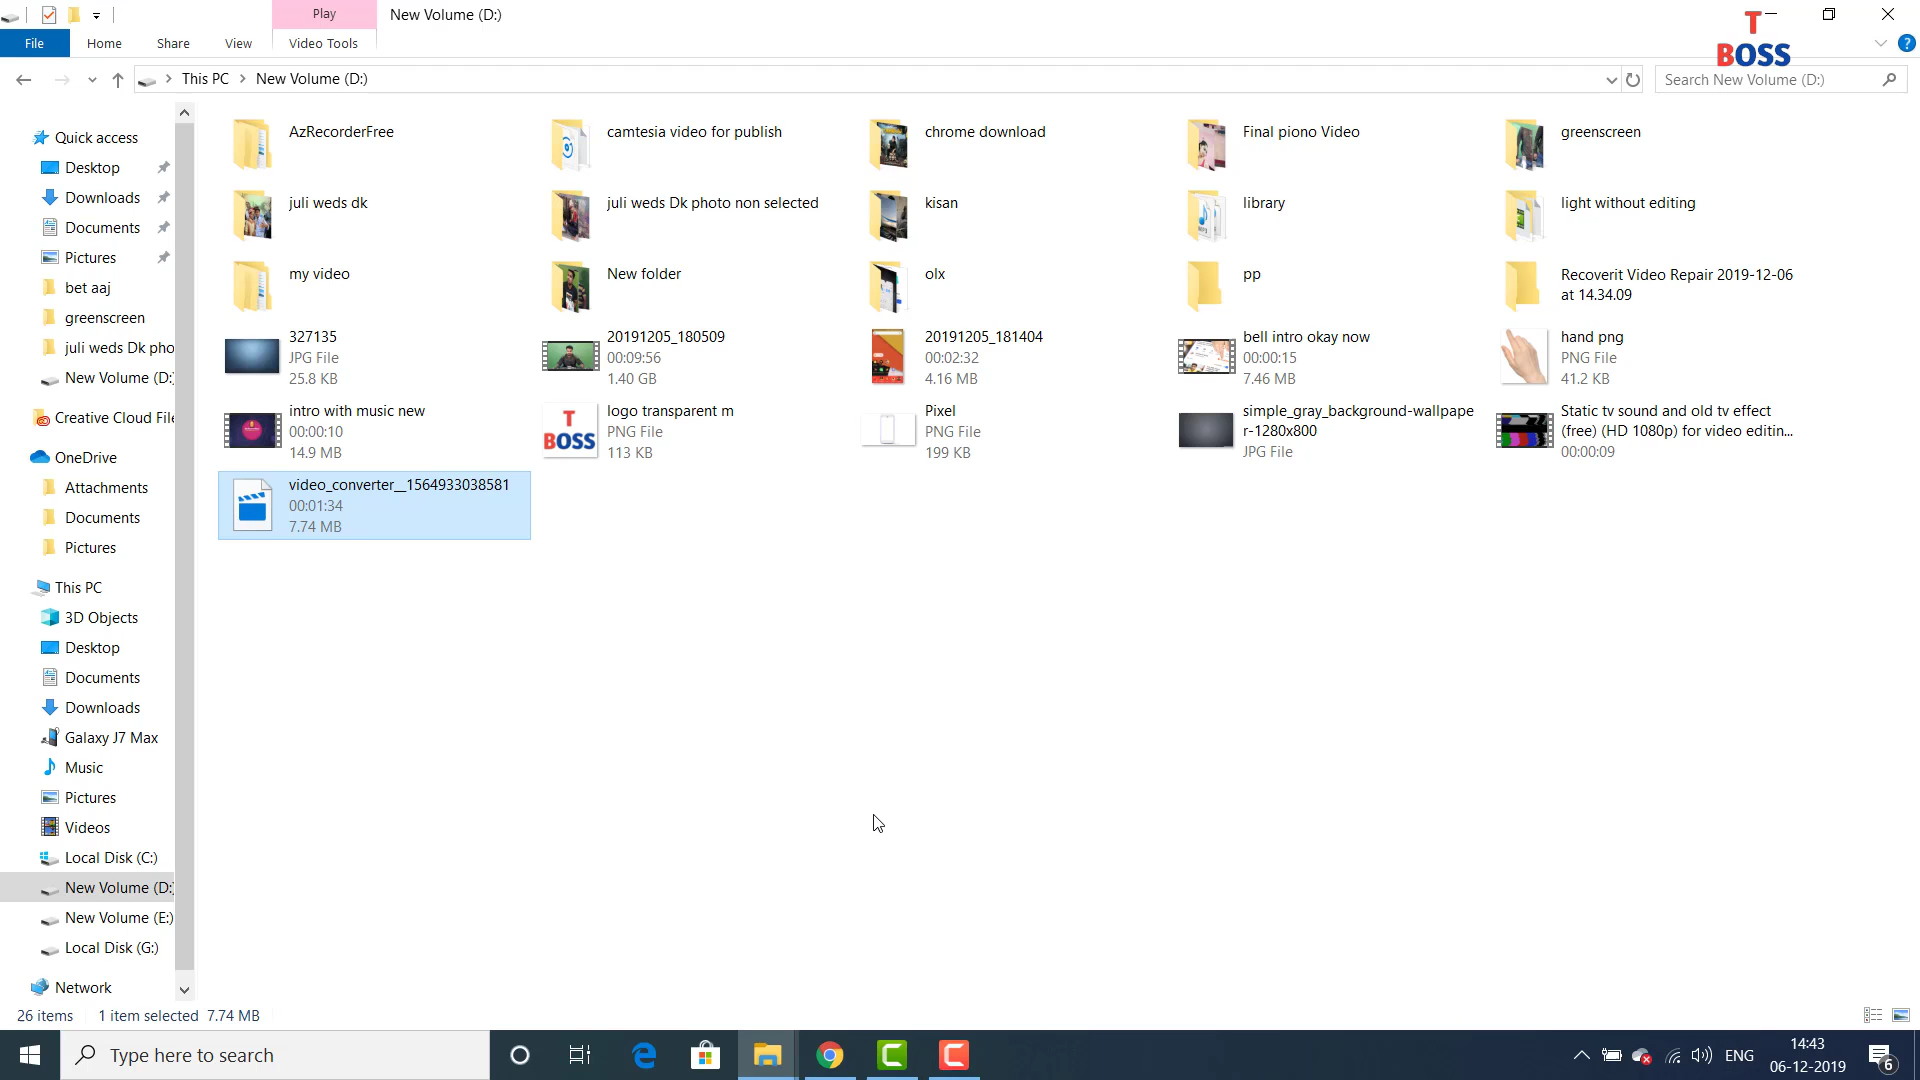 Play
New Volume (D:)
T
BOSS
File
Home
Share
View
Video Tools
?
This PC
New Volume (D:)
Search New Volume (D:)
Quick access
Desktop
Downloads
Documents
Pictures
bet aaj
greenscreen
juli weds Dk pho
New Volume (D:)
Creative Cloud File
OneDrive
Attachments
Documents
Pictures
This PC
3D Objects
Desktop
Documents
Downloads
Galaxy J7 Max
Music
Pictures
Videos
Local Disk (C:)
New Volume (D:)
New Volume (E:)
Local Disk (G:)
Network
AzRecorderFree
camtesia video for publish
chrome download
Final piono Video
greenscreen
juli weds dk
juli weds Dk photo non selected
kisan
library
light without editing
my video
New folder
olx
pp
Recoverit Video Repair 2019-12-06
at 14.34.09
327135
JPG File
25.8 KB
20191205_180509
00:09:56
1.40 GB
20191205_181404
00:02:32
4.16 MB
bell intro okay now
00:00:15
7.46 MB
hand png
PNG File
41.2 KB
intro with music new
00:00:10
14.9 MB
T
BOSS
logo transparent m
PNG File
113 KB
Pixel
PNG File
199 KB
simple_gray_background-wallpape
r-1280x800
JPG File
Static tv sound and old tv effect
(free) (HD 1080p) for video editin...
00:00:09
video_converter__1564933038581
00:01:34
7.74 MB
26 items
1 item selected 7.74 MB
Type here to search
ENG
14:43
06-12-2019
6